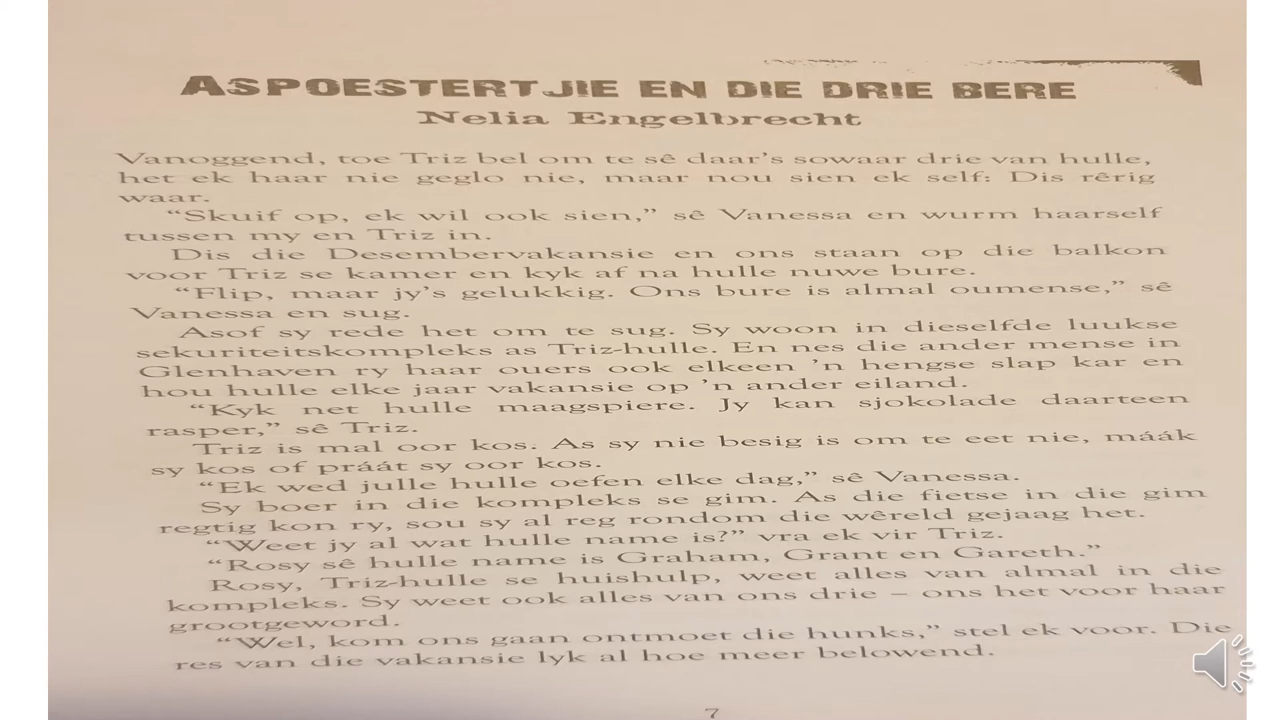 ASPOESTERTJIE EN DIE DRIE BERE
Nelia Engelbrecht
Vanoggend, toe Triz bel om te sê daar's sowaar drie van hulle,
het ek haar nie geglo nie, maar nou sien ek self: Dis rêrig
waar.
"Skuif op, ek wil ook sien," sê Vanessa en wurm haarself
tussen my en Triz in.
Dis die Desembervakansie en ons staan op die balkon
voor Triz se kamer en kyk af na hulle nuwe bure.
"Flip, maar jy's gelukkig. Ons bure is almal oumense," sê
Vanessa en sug.
Asof sy rede het om te sug. Sy woon in dieselfde luukse
sekuriteitskompleks as Triz-hulle. En nes die ander mense in
Glenhaven ry haar ouers ook elkeen 'n hengse slap kar en
hou hulle elke jaar vakansie op 'n ander eiland.
"Kyk net hulle maagspiere. Jy kan sjokolade daarteen
rasper," sê Triz.
Triz is mal oor kos. As sy nie besig is om te eet nie, máák
sy kos of práát sy oor kos.
"Ek wed julle hulle oefen elke dag," sê Vanessa.
Sy boer in die kompleks se gim. As die fietse in die gim
regtig kon ry, sou sy al reg rondom die wêreld gejaag het.
"Weet jy al wat hulle name is?" vra ek vir Triz.
"Rosy sê hulle name is Graham, Grant en Gareth."
Rosy, Triz-hulle se huishulp, weet alles van almal in die
kompleks. Sy weet ook alles van ons drie – ons het voor haar
grootgeword.
"Wel, kom ons gaan ontmoet die hunks," stel ek voor. Die
res van die vakansie lyk al hoe meer belowend.
7